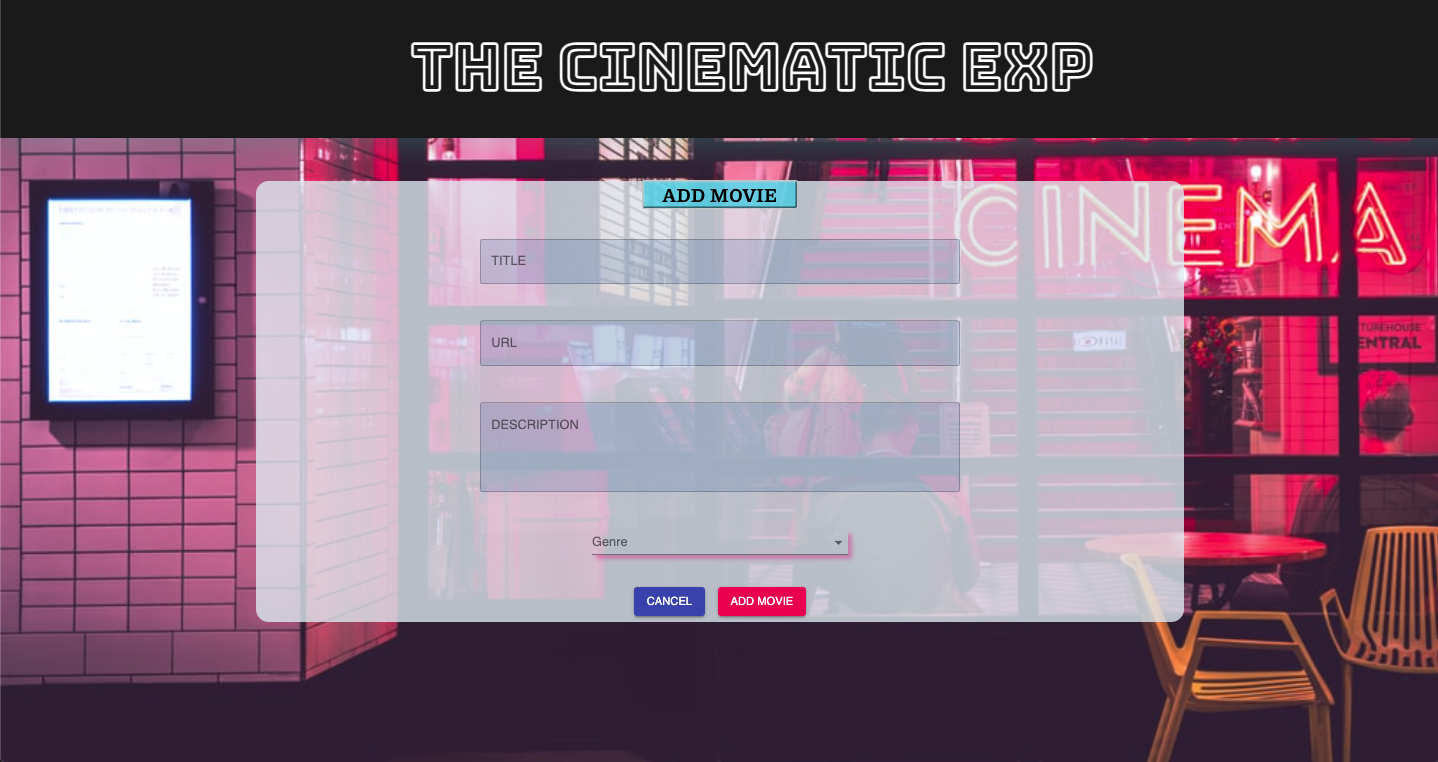 THE CINEMATIC EXP
ADD MOVIE
CINEMA
TITLE
URL
TUREHOUSE
ENTRAL
DESCRIPTION
Genre
CANCEL
ADD MOVIE